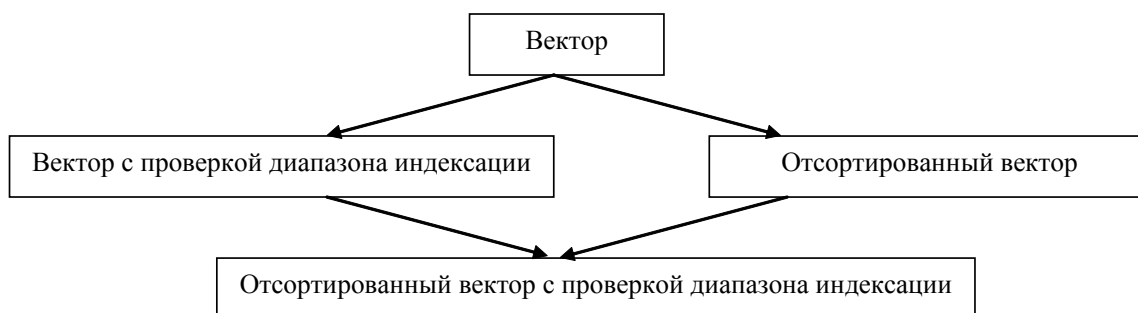 Вектор
Вектор с проверкой диапазона индексации
Отсортированный вектор
Отсортированный вектор с проверкой диапазона индексации